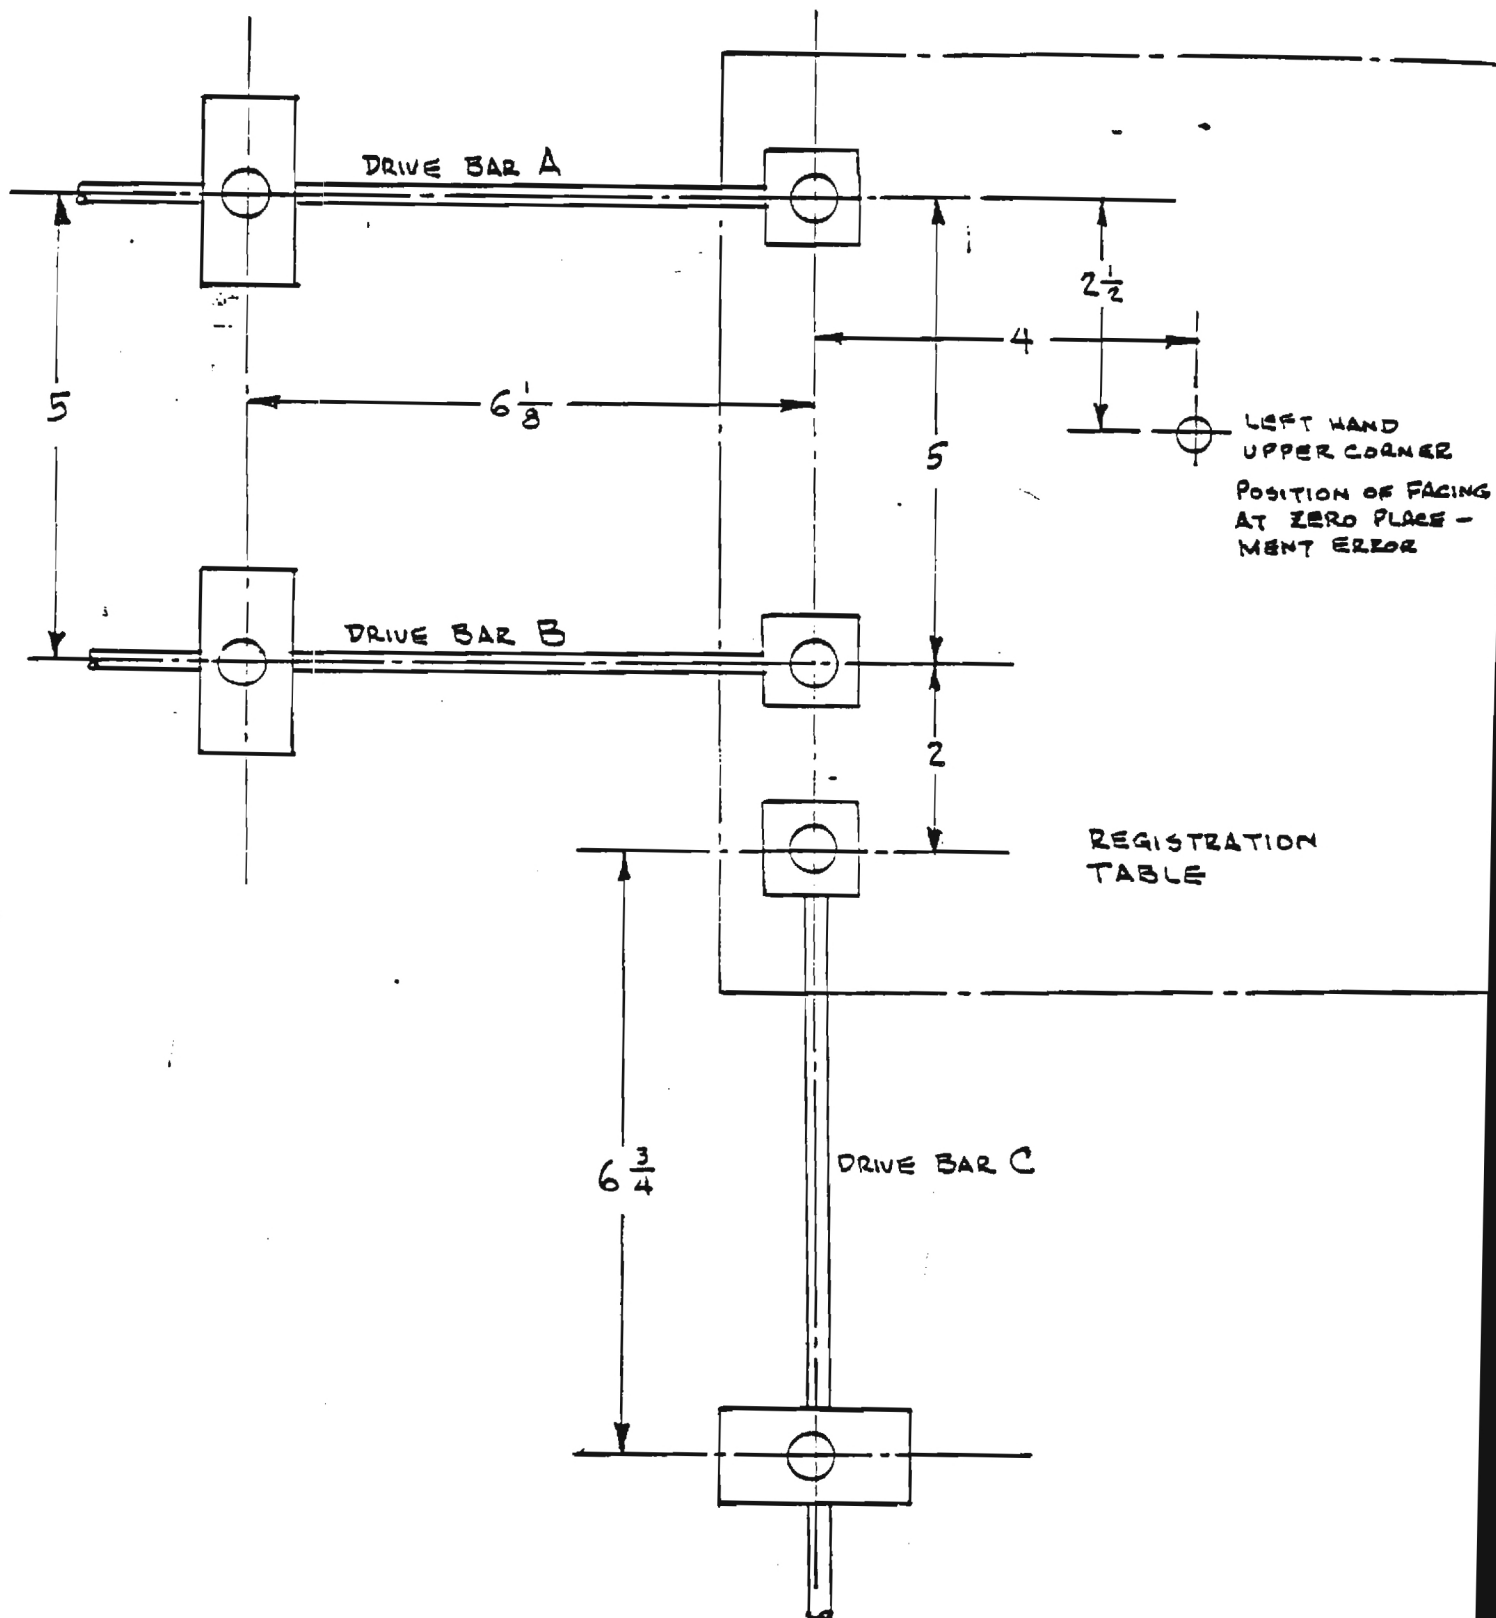 DRIVE BAR A
2 1/2
4
6 1/8
5
5
LEFT HAND
UPPER CORNER
POSITION OF FACING
AT ZERO PLACE -
MENT ERROR
DRIVE BAR B
2
REGISTRATION
TABLE
6 3/4
DRIVE BAR C